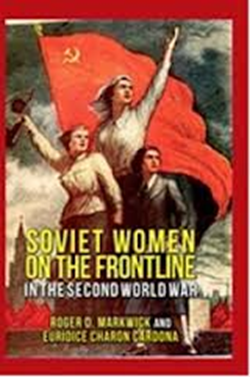 SOVIET WOMEN
ON THE FRONTLINE
IN THE SECOND WORLD WAR
ROGER D. MARKWICK AND
EURIDICE CHARON CARDONA